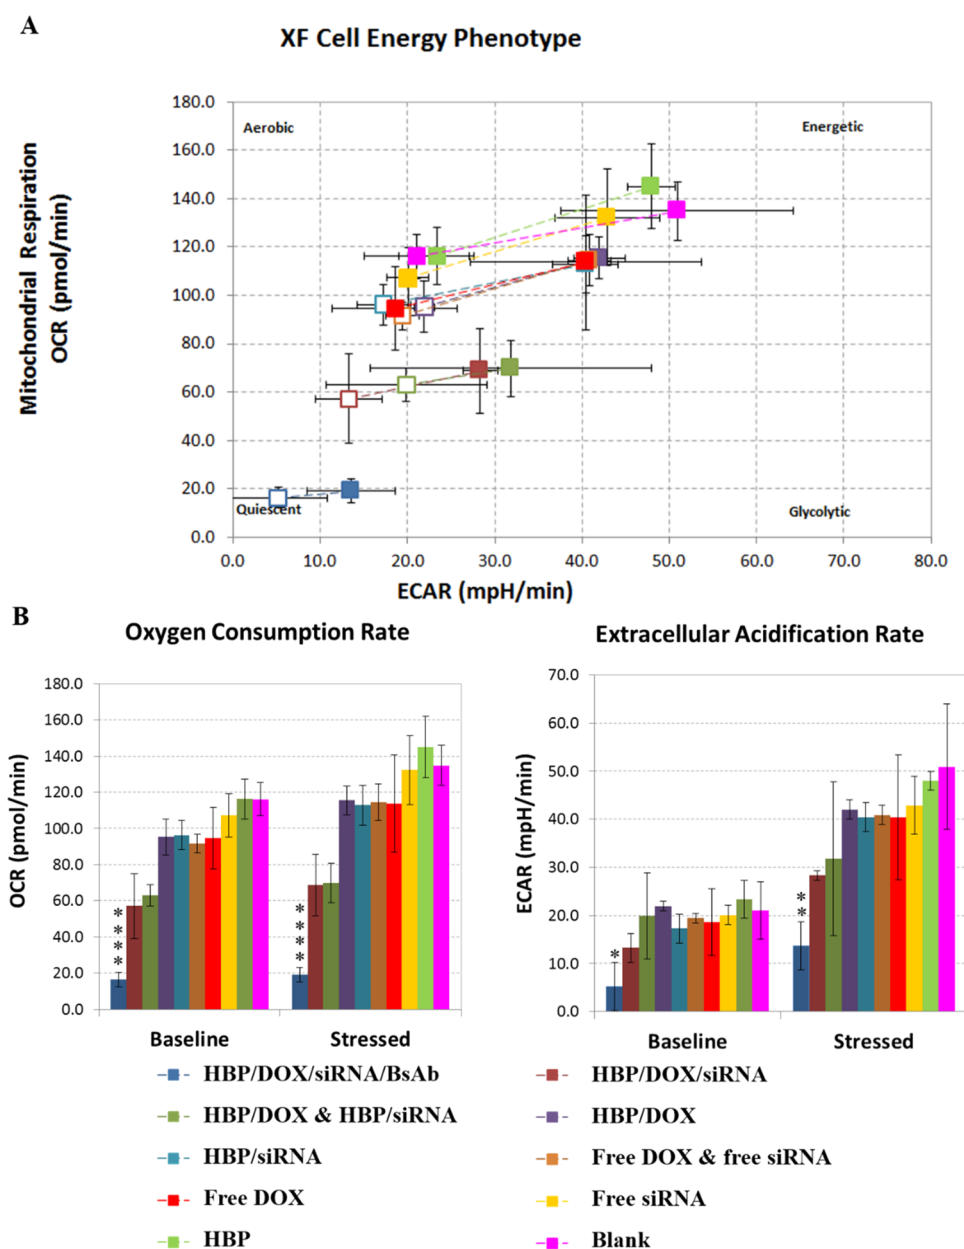 A
XF Cell Energy Phenotype
Mitochondrial Respiration
OCR (pmol/min)
180.0
160.0
140.0
120.0
100.0
80.0
60.0
40.0
20.0
0.0
Aerobic
Energetic
Quiescent
Glycolytic
0.0 10.0 20.0 30.0 40.0 50.0 60.0 70.0 80.0
ECAR (mpH/min)
B
Oxygen Consumption Rate
OCR (pmol/min)
180.0
160.0
140.0
120.0
100.0
80.0
60.0
40.0
20.0
0.0
****
****
Baseline Stressed
Extracellular Acidification Rate
ECAR (mpH/min)
70.0
60.0
50.0
40.0
30.0
20.0
10.0
0.0
*
**
Baseline Stressed
HBP/DOX/siRNA/BsAb
HBP/DOX/siRNA
HBP/DOX & HBP/siRNA
HBP/DOX
HBP/siRNA
Free DOX & free siRNA
Free DOX
Free siRNA
HBP
Blank